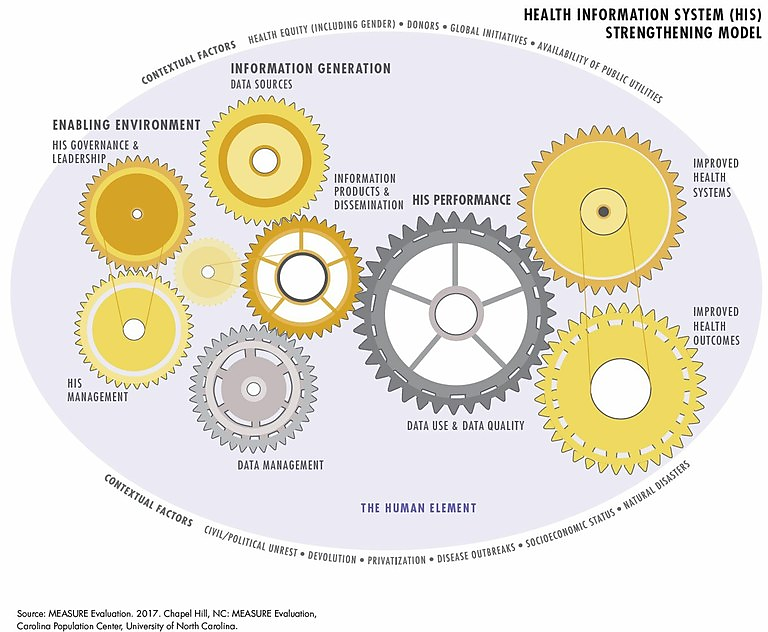 HEALTH INFORMATION SYSTEM (HIS)
STRENGTHENING MODEL
CONTEXTUAL FACTORS
HEALTH EQUITY (INCLUDING GENDER) • DONORS • GLOBAL INITIATIVES • AVAILABILITY OF PUBLIC UTILITIES
INFORMATION GENERATION
DATA SOURCES
ENABLING ENVIRONMENT
HIS GOVERNANCE &
LEADERSHIP
INFORMATION
PRODUCTS &
DISSEMINATION
HIS PERFORMANCE
IMPROVED
HEALTH
SYSTEMS
IMPROVED
HEALTH
OUTCOMES
HIS
MANAGEMENT
DATA USE & DATA QUALITY
DATA MANAGEMENT
THE HUMAN ELEMENT
CONTEXTUAL FACTORS
CIVIL/POLITICAL UNREST • DEVOLUTION • PRIVATIZATION • DISEASE OUTBREAKS • SOCIOECONOMIC STATUS • NATURAL DISASTERS
Source: MEASURE Evaluation. 2017. Chapel Hill, NC: MEASURE Evaluation,
Carolina Population Center, University of North Carolina.